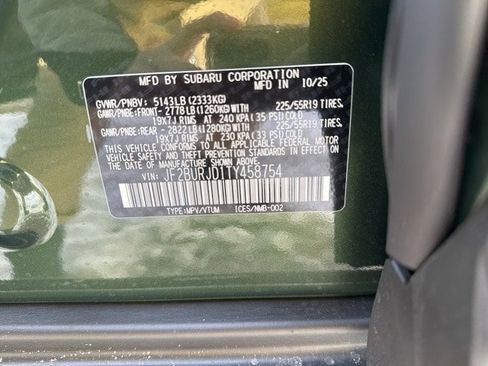 MFD BY SUBARU CORPORATION
MFD IN 10/25
GVWR/PNBV: 5143LB(2333KG)
GAWR/PNBE:FRONT-2778LB(1260KG)WITH 225/55R19 TIRES,
19X7J RIMS AT 240 KPA(35 PSI)COLD
GAWR/PNBE:REAR -2822LB(1280KG)WITH 225/55R19 TIRES,
19X7J RIMS AT 230 KPA(33 PSI)COLD
THIS VEHICLE CONFORMS TO ALL APPLICABLE FEDERAL MOTOR
VEHICLE SAFETY STANDARDS IN EFFECT ON THE DATE OF
MANUFACTURE SHOWN ABOVE.
VIN: JF2BURJD1TY458754
TYPE:MPV/VTUM ICES/NMB-002